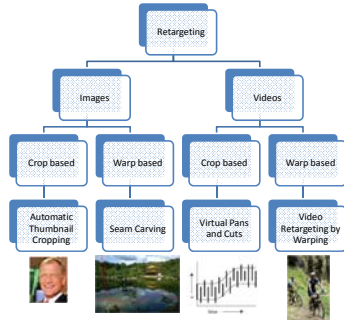 Retargeting
Images
Videos
Crop based
Warp based
Crop based
Warp based
Automatic
Thumbnail
Cropping
Seam Carving
Virtual Pans
and Cuts
Video
Retargeting by
Warping
time